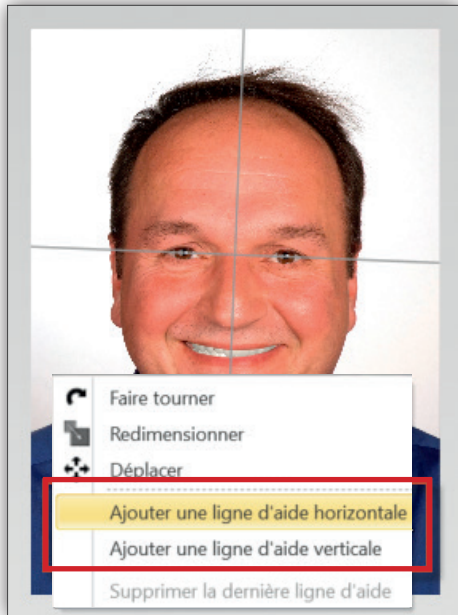 Faire tourner
Redimensionner
Déplacer
Ajouter une ligne d'aide horizontale
Ajouter une ligne d'aide verticale
Supprimer la dernière ligne d'aide